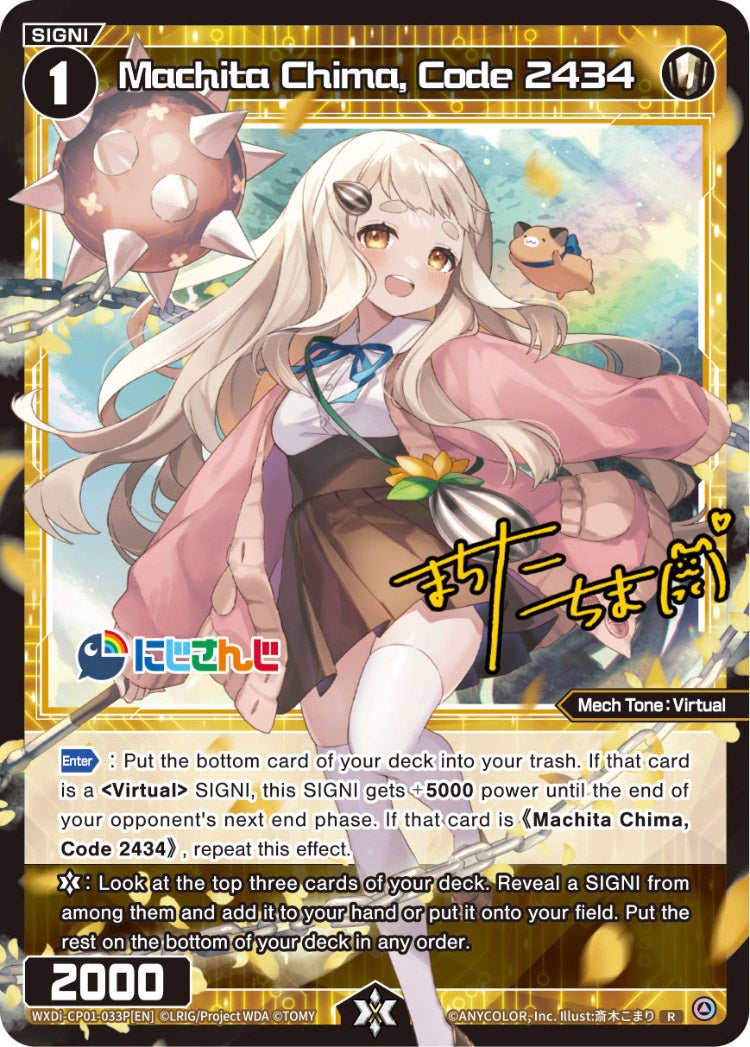 SIGNI
1
Machita Chima, Code 2434
まちたちま
にじさんじ
Mech Tone:Virtual
Enter : Put the bottom card of your deck into your trash. If that card
is a <Virtual> SIGNI, this SIGNI gets +5000 power until the end of
your opponent's next end phase. If that card is 《Machita Chima,
Code 2434》, repeat this effect.
: Look at the top three cards of your deck. Reveal a SIGNI from
among them and add it to your hand or put it onto your field. Put the
rest on the bottom of your deck in any order.
2000
WXDi-CP01-033P[EN] ©LRIG/Project WDA ©TOMY
©ANYCOLOR, Inc. Illust:斎木こまり R